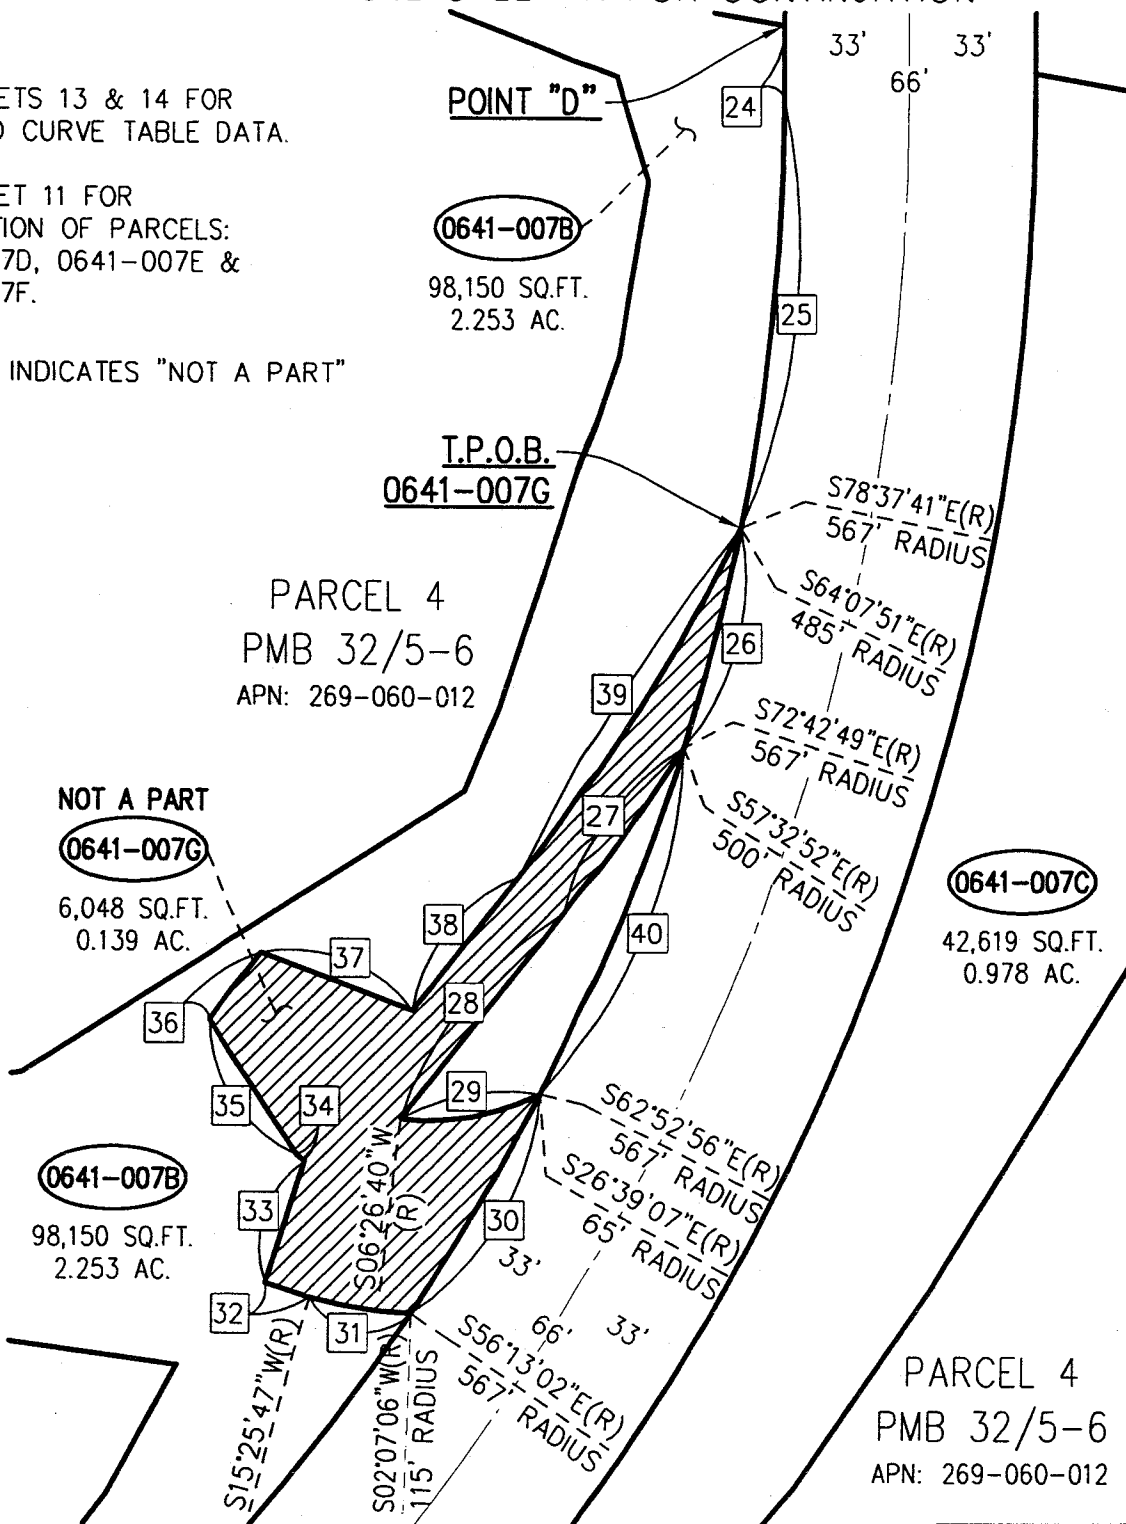 33'
33'
66'
ETS 13 & 14 FOR
CURVE TABLE DATA.
POINT "D"
24
ET 11 FOR
TION OF PARCELS:
7D, 0641-007E &
7F.
0641-007B
98,150 SQ.FT.
2.253 AC.
25
INDICATES "NOT A PART"
T.P.O.B.
0641-007G
S78°37'41"E(R)
567' RADIUS
S64°07'51"E(R)
485' RADIUS
PARCEL 4
PMB 32/5-6
APN: 269-060-012
26
39
S72°42'49"E(R)
567' RADIUS
S57°32'52"E(R)
500' RADIUS
NOT A PART
0641-007G
6,048 SQ.FT.
0.139 AC.
27
0641-007C
42,619 SQ.FT.
0.978 AC.
38
40
37
28
36
29
35
34
S62°52'56"E(R)
567' RADIUS
S26°39'07"E(R)
65' RADIUS
0641-007B
98,150 SQ.FT.
2.253 AC.
S06°26'40"W
(R)
33
30
33'
66'
33'
32
31
S56°13'02"E(R)
567' RADIUS
S15°25'47"W(R)
S02°07'06"W(R)
115' RADIUS
PARCEL 4
PMB 32/5-6
APN: 269-060-012